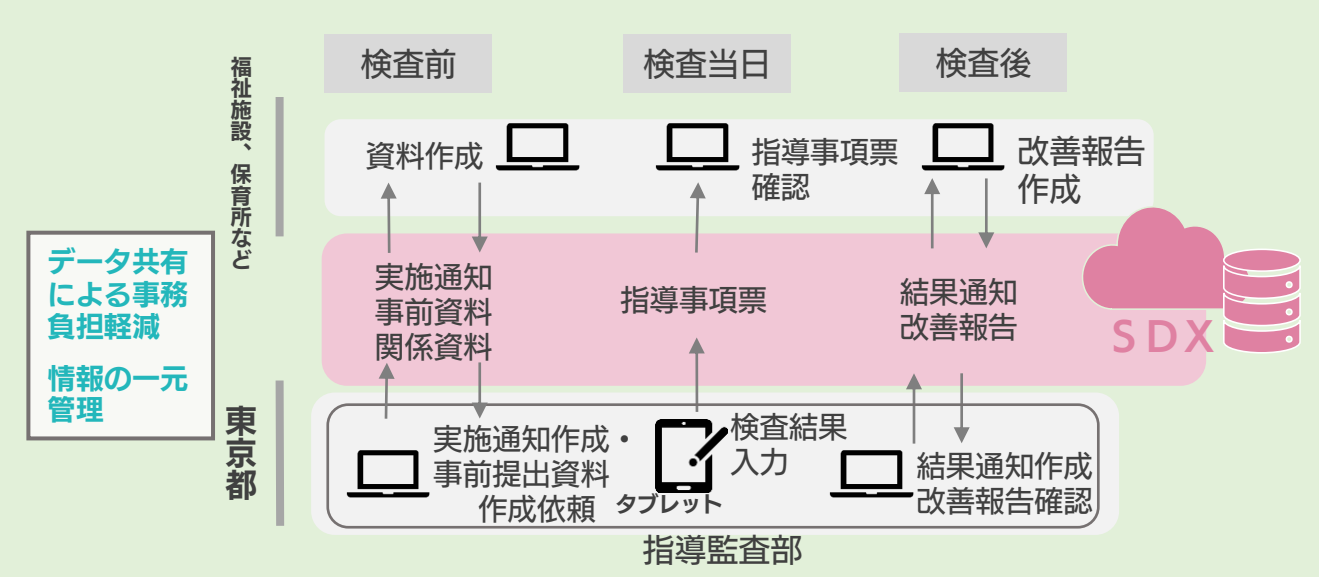 検査前
検査当日
検査後
福祉施設、保育所など
資料作成
指導事項票
確認
改善報告
作成
データ共有
による事務
負担軽減
情報の一元
管理
実施通知
事前資料
関係資料
指導事項票
結果通知
改善報告
SDX
東京都
実施通知作成・
事前提出資料
作成依頼
タブレット
検査結果
入力
結果通知作成
改善報告確認
指導監査部